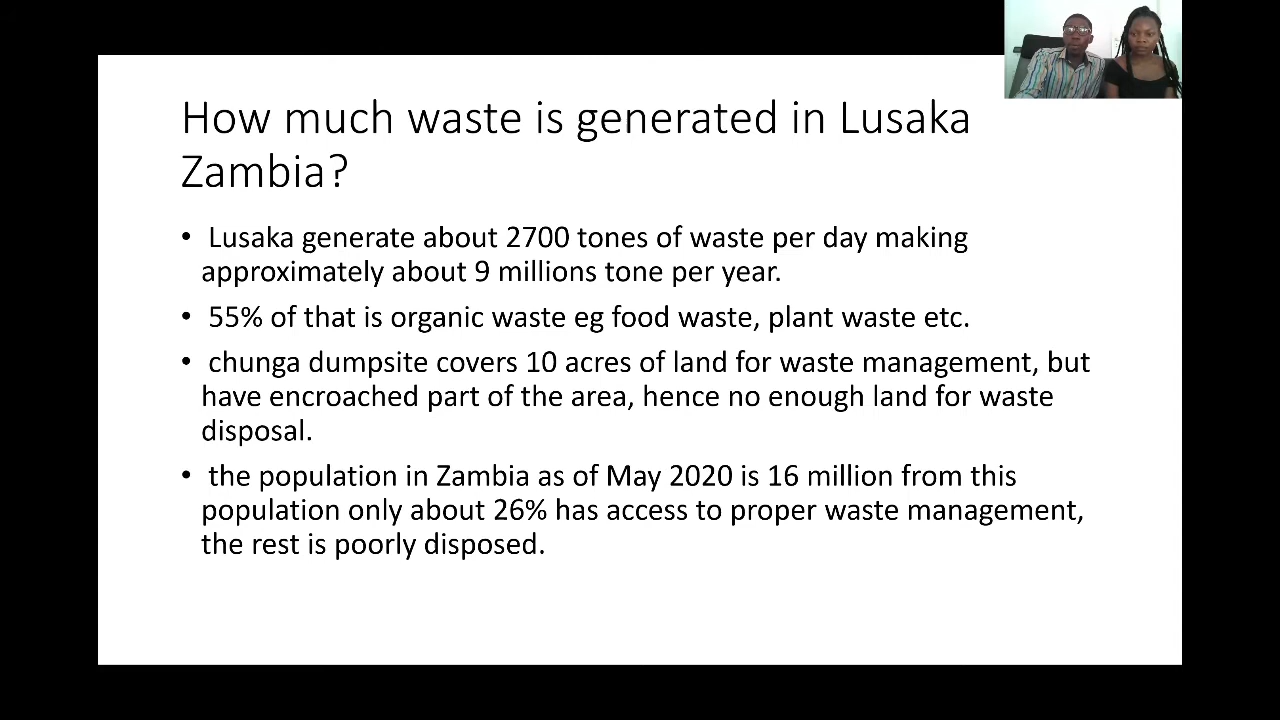 How much waste is generated in Lusaka
Zambia?
• Lusaka generate about 2700 tones of waste per day making
approximately about 9 millions tone per year.
• 55% of that is organic waste eg food waste, plant waste etc.
• chunga dumpsite covers 10 acres of land for waste management, but
have encroached part of the area, hence no enough land for waste
disposal.
• the population in Zambia as of May 2020 is 16 million from this
population only about 26% has access to proper waste management,
the rest is poorly disposed.